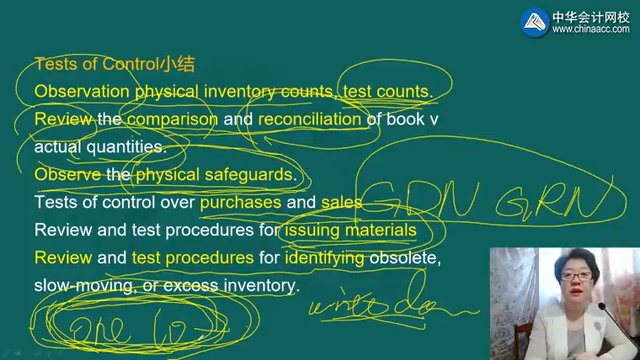 中华会计网校
www.chinaacc.com
Tests of Control小结
Observation physical inventory counts, test counts.
Review the comparison and reconciliation of book v
actual quantities.
Observe the physical safeguards.
Tests of control over purchases and sales
GDN GRN
Review and test procedures for issuing materials
Review and test procedures for identifying obsolete,
slow-moving, or excess inventory.
write down
one